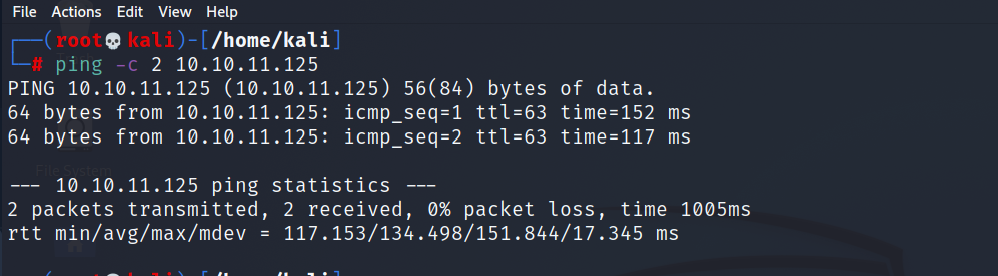 File Actions Edit View Help
┌──(root💀kali)-[/home/kali]
└─# ping -c 2 10.10.11.125
PING 10.10.11.125 (10.10.11.125) 56(84) bytes of data.
64 bytes from 10.10.11.125: icmp_seq=1 ttl=63 time=152 ms
64 bytes from 10.10.11.125: icmp_seq=2 ttl=63 time=117 ms
File System
--- 10.10.11.125 ping statistics ---
2 packets transmitted, 2 received, 0% packet loss, time 1005ms
rtt min/avg/max/mdev = 117.153/134.498/151.844/17.345 ms